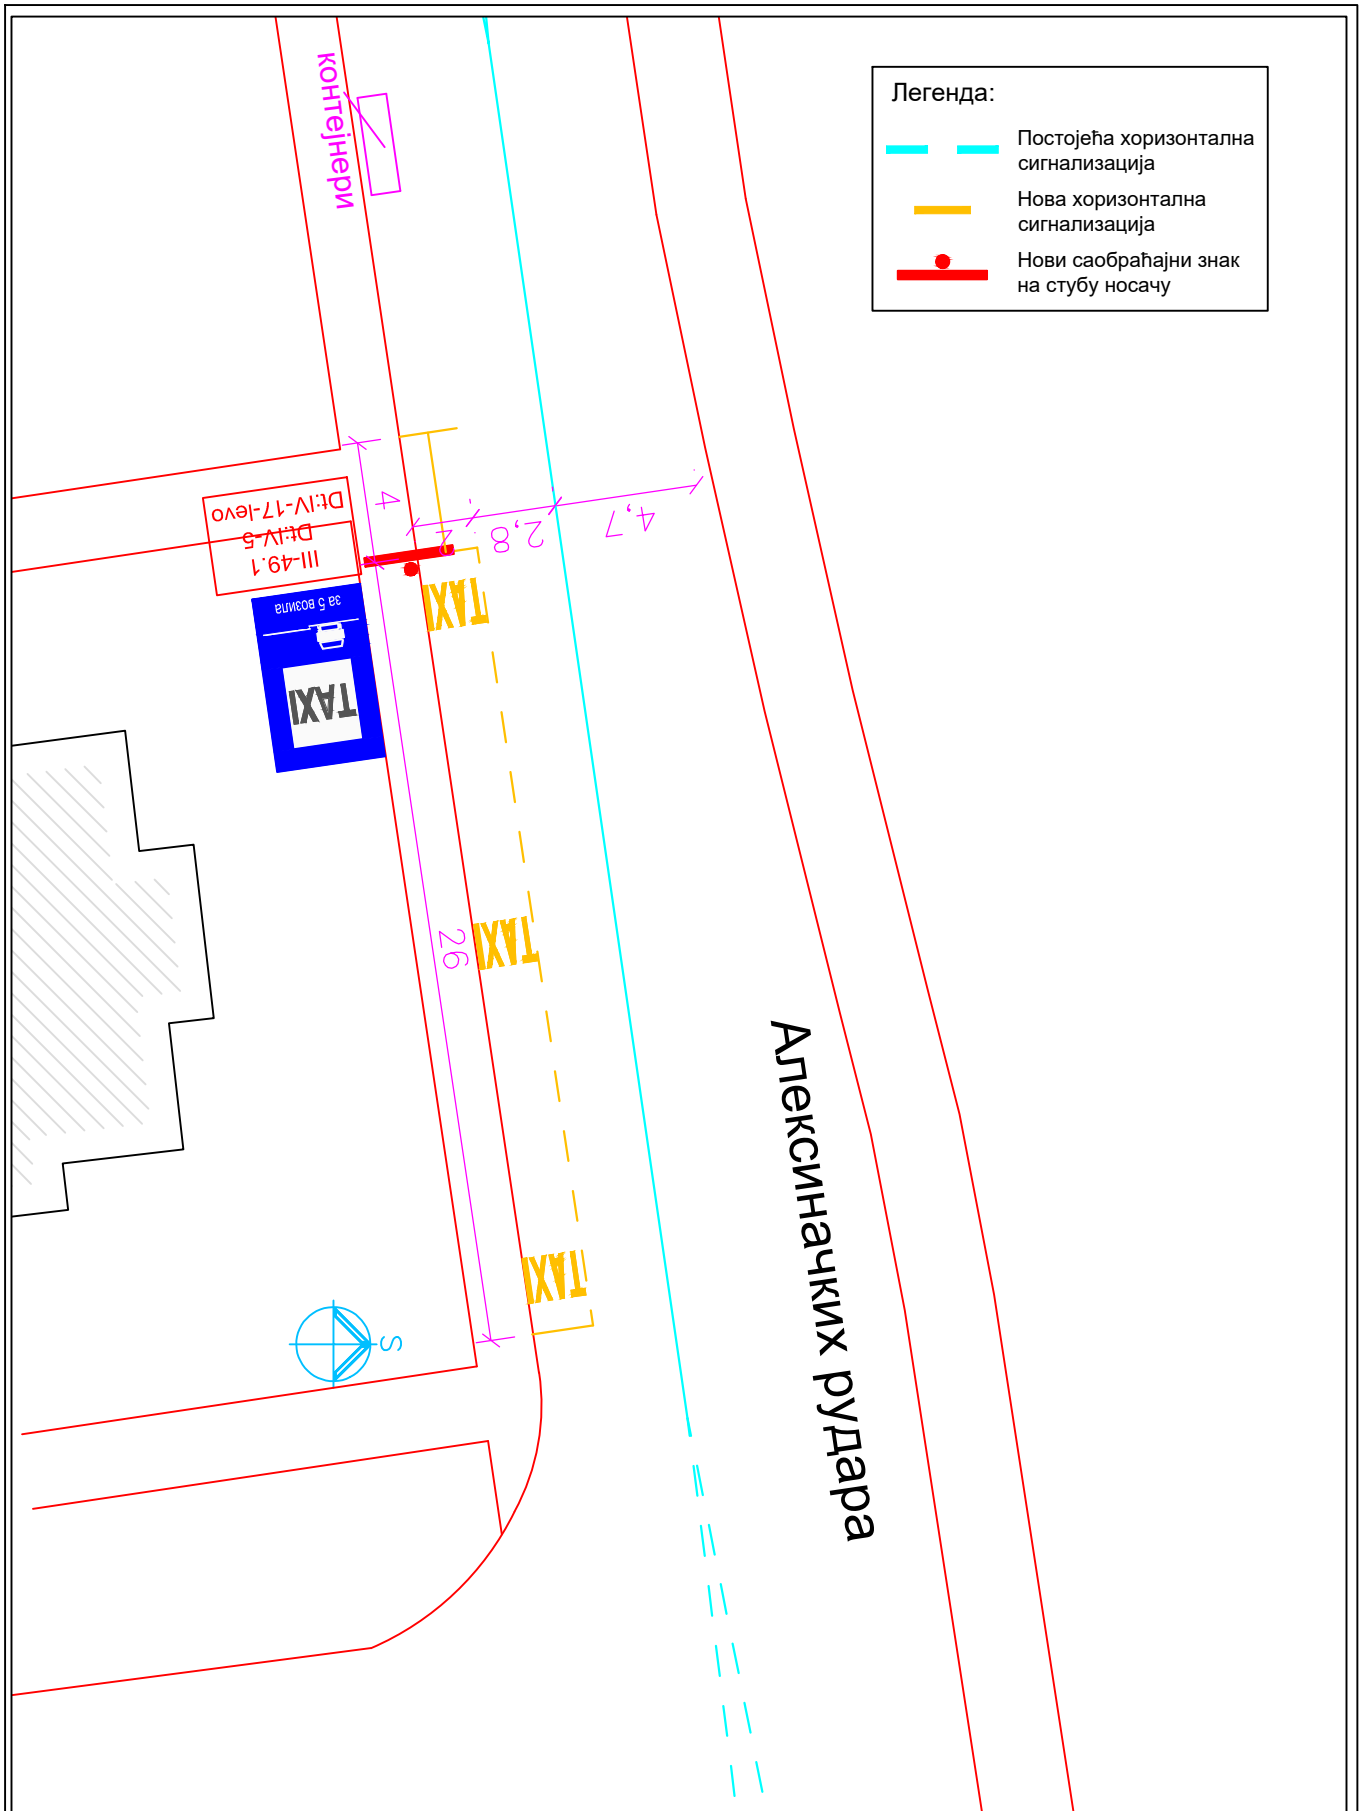 контејнери
Легенда:
Постојећа хоризонтална
сигнализација
Нова хоризонтална
сигнализација
Нови саобраћајни знак
на стубу носачу
4
2
2,8
4,7
III-49.1
Dt:IV-5
Dt:IV-17-levo
за 5 возила
TAXI
TAXI
26
TAXI
TAXI
S
Алексиначких рудара